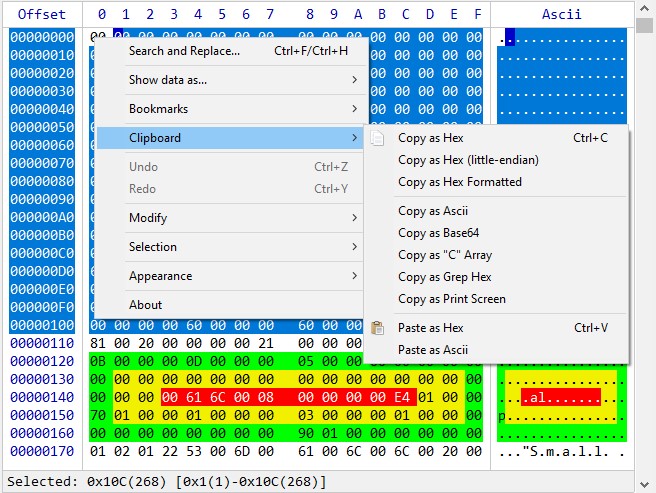 Offset 0 1 2 3 4 5 6 7 8 9 A B C D E F Ascii
00000000 00 00 00 00 00 00 00 00 00 00 00 00 00 00 00 00 ................
00000010 00 00 00 00 00 ................
00000020 00 00 00 00 00 ................
00000030 00 00 00 00 00 ................
00000040 00 00 00 00 00 ................
00000050
00000060
00000070
00000080
00000090
000000A0
000000B0
000000C0
000000D0
000000E0
000000F0
Search and Replace... Ctrl+F/Ctrl+H
Show data as...
Bookmarks
Clipboard
Undo Ctrl+Z
Redo Ctrl+Y
Modify
Selection
Appearance
About
Copy as Hex Ctrl+C
Copy as Hex (little-endian)
Copy as Hex Formatted
Copy as Ascii
Copy as Base64
Copy as "C" Array
Copy as Grep Hex
Copy as Print Screen
Paste as Hex Ctrl+V
Paste as Ascii
00000100 00 00 00 00 60 00 00 00 60 00 00
00000110 81 00 20 00 00 00 00 21 00 00 00
00000120 0B 00 00 00 0D 00 00 00 05 00 00
00000130 00 00 00 00 00 00 00 00 00 00 00 00 00 00 00 00 ................
00000140 00 00 00 00 61 6C 00 08 00 00 00 00 E4 01 00 00 ....al..........
00000150 70 01 00 00 01 00 00 00 03 00 00 00 00 01 00 00 p...............
00000160 00 00 00 00 00 00 00 00 90 01 00 00 00 00 00 00 ................
00000170 01 02 01 22 53 00 6D 00 61 00 6C 00 6C 00 20 00 ..."S.m.a.l.l. .
Selected: 0x10C(268) [0x1(1)-0x10C(268)]